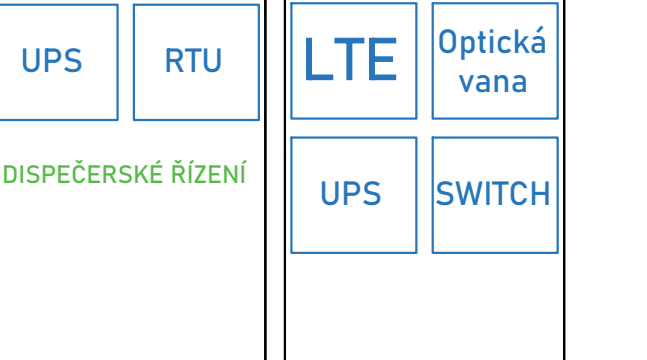 UPS
RTU
DISPEČERSKÉ ŘÍZENÍ
LTE
Optická
vana
UPS
SWITCH